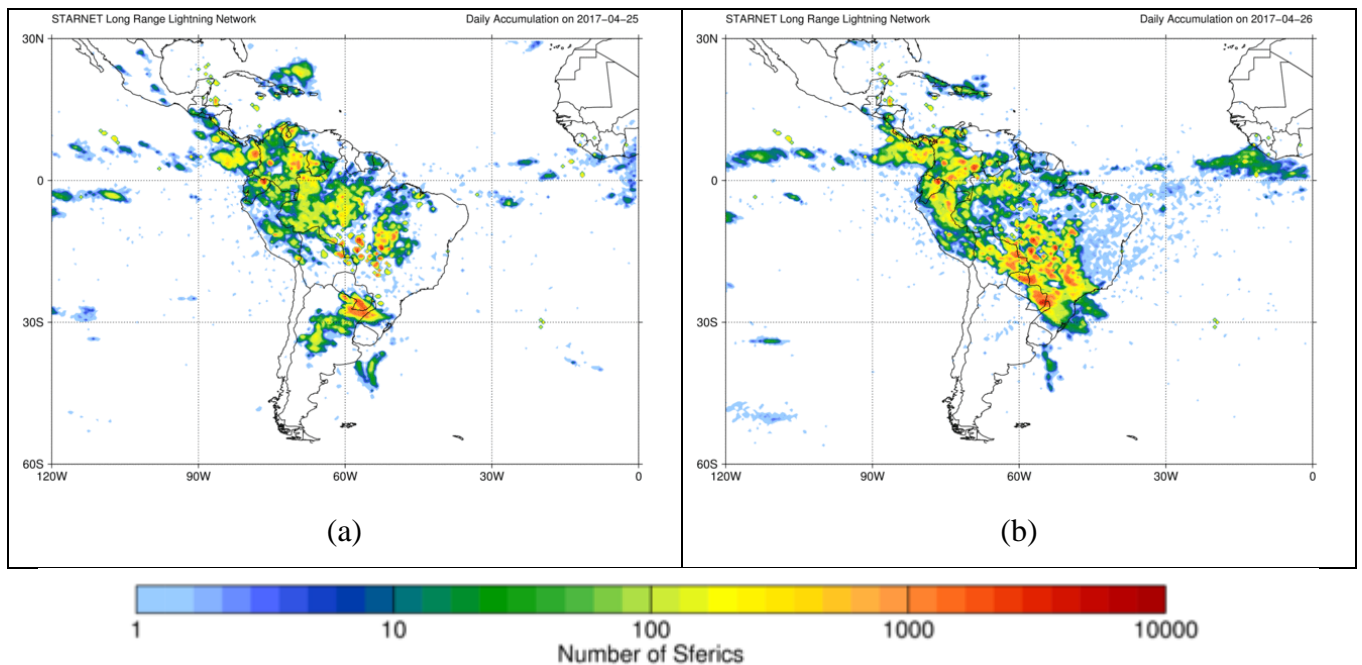 STARNET Long Range Lightning Network Daily Accumulation on 2017-04-25
30N
0
30S
60S
120W 90W 60W 30W 0
(a)
STARNET Long Range Lightning Network Daily Accumulation on 2017-04-26
30N
0
30S
60S
120W 90W 60W 30W 0
(b)
1 10 100 1000 10000
Number of Sferics